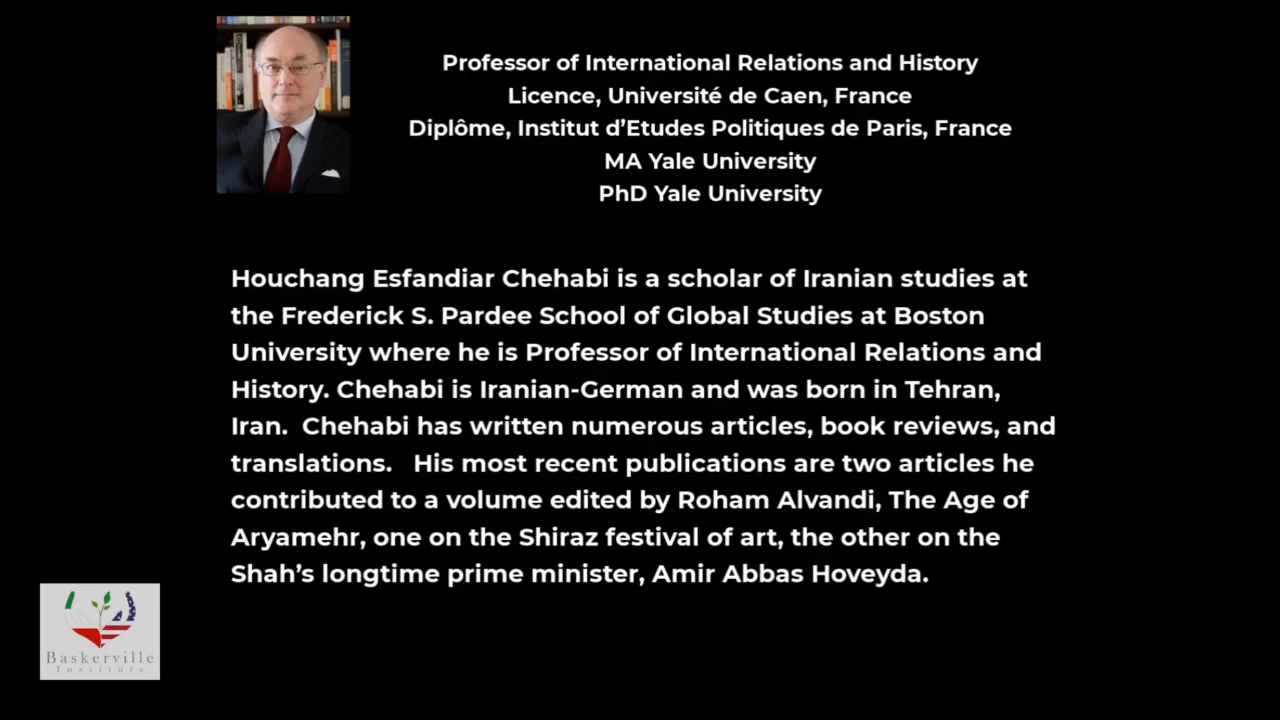 Professor of International Relations and History
Licence, Université de Caen, France
Diplôme, Institut d’Etudes Politiques de Paris, France
MA Yale University
PhD Yale University
Houchang Esfandiar Chehabi is a scholar of Iranian studies at
the Frederick S. Pardee School of Global Studies at Boston
University where he is Professor of International Relations and
History. Chehabi is Iranian-German and was born in Tehran,
Iran.  Chehabi has written numerous articles, book reviews, and
translations.   His most recent publications are two articles he
contributed to a volume edited by Roham Alvandi, The Age of
Aryamehr, one on the Shiraz festival of art, the other on the
Shah’s longtime prime minister, Amir Abbas Hoveyda.
Baskerville
Institute